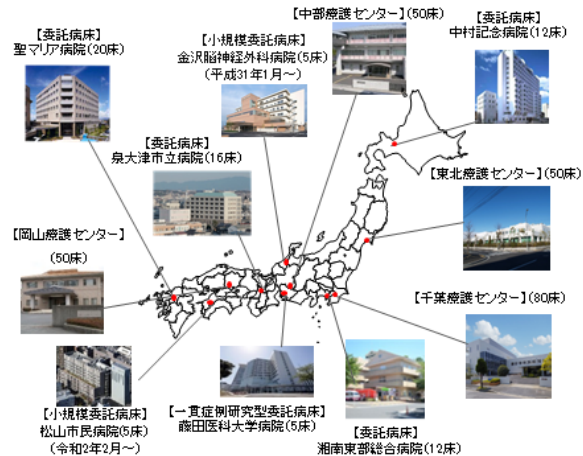 【委託病床】
聖マリア病院(20床)
【小規模委託病床】
金沢脳神経外科病院(5床)
(平成31年1月~)
【中部療護センター】(50床)
【委託病床】
中村記念病院(12床)
【委託病床】
泉大津市立病院(16床)
【東北療護センター】(50床)
【岡山療護センター】
(50床)
【千葉療護センター】(80床)
【小規模委託病床】
松山市民病院(5床)
(令和2年2月~)
【一貫症例研究型委託病床】
藤田医科大学病院(5床)
【委託病床】
湘南東部総合病院(12床)